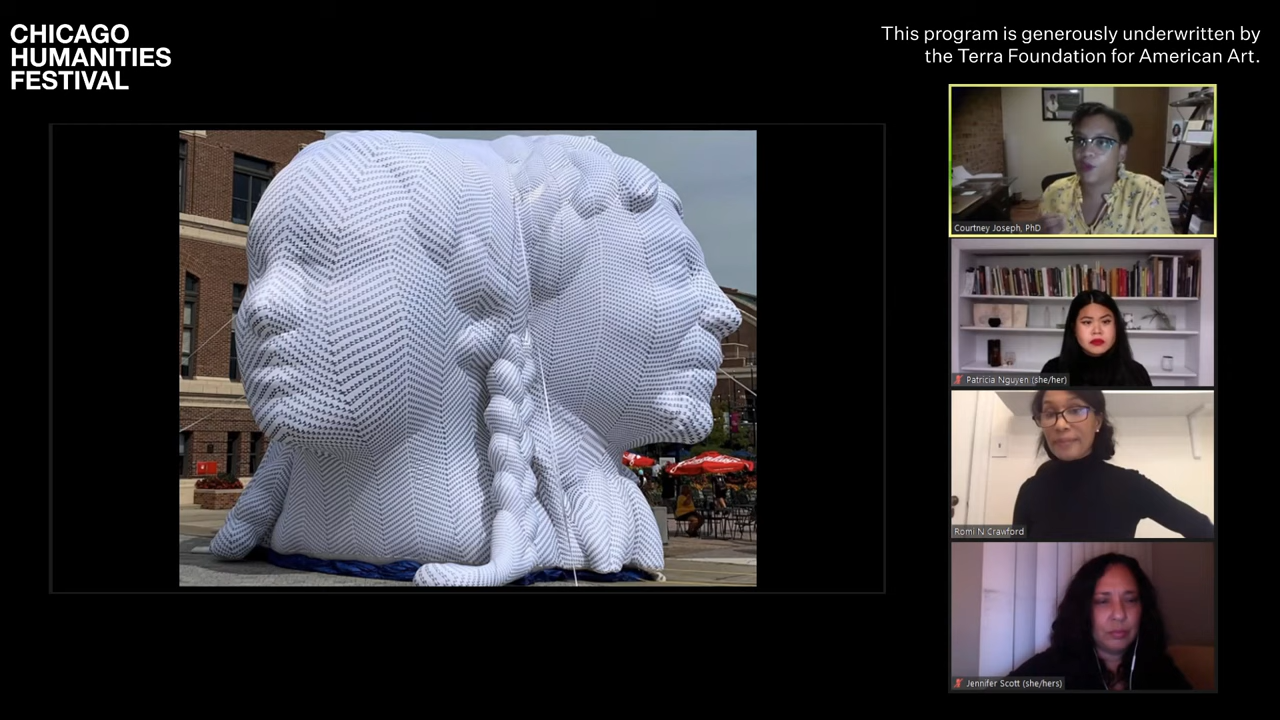 CHICAGO
HUMANITIES
FESTIVAL
This program is generously underwritten by
the Terra Foundation for American Art.
Courtney Joseph, PhD
Patricia Nguyen (she/her)
Romi N Crawford
Jennifer Scott (she/hers)